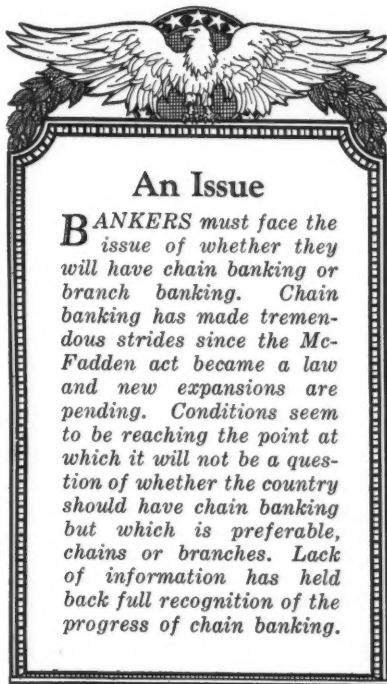 An Issue
BANKERS must face the
issue of whether they
will have chain banking or
branch banking. Chain
banking has made tremen-
dous strides since the Mc-
Fadden act became a law
and new expansions are
pending. Conditions seem
to be reaching the point at
which it will not be a ques-
tion of whether the country
should have chain banking
but which is preferable,
chains or branches. Lack
of information has held
back full recognition of the
progress of chain banking.